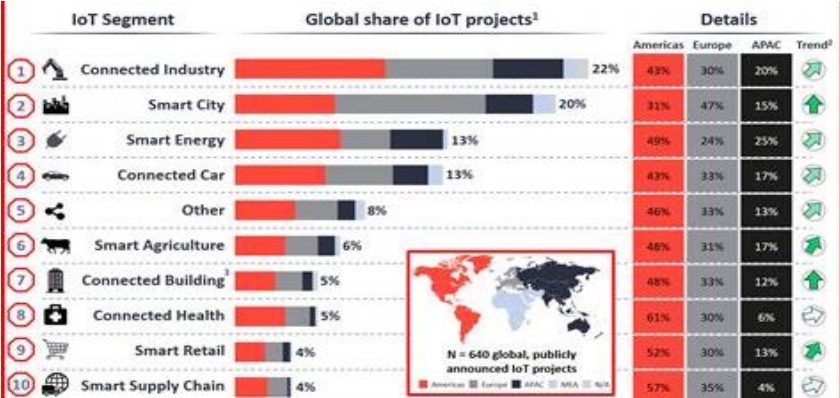 IoT Segment Global share of IoT projects¹ Details
Americas Europe APAC Trend²
1 Connected Industry 22% 43% 30% 20%
2 Smart City 20% 31% 47% 15%
3 Smart Energy 13% 49% 24% 25%
4 Connected Car 13% 43% 33% 17%
5 Other 8% 46% 33% 13%
6 Smart Agriculture 6% 48% 31% 17%
7 Connected Building³ 5% 48% 33% 12%
8 Connected Health 5% 61% 30% 6%
9 Smart Retail 4% 52% 30% 13%
10 Smart Supply Chain 4% 57% 35% 4%
N = 640 global, publicly
announced IoT projects
Americas Europe APAC MEA N/A